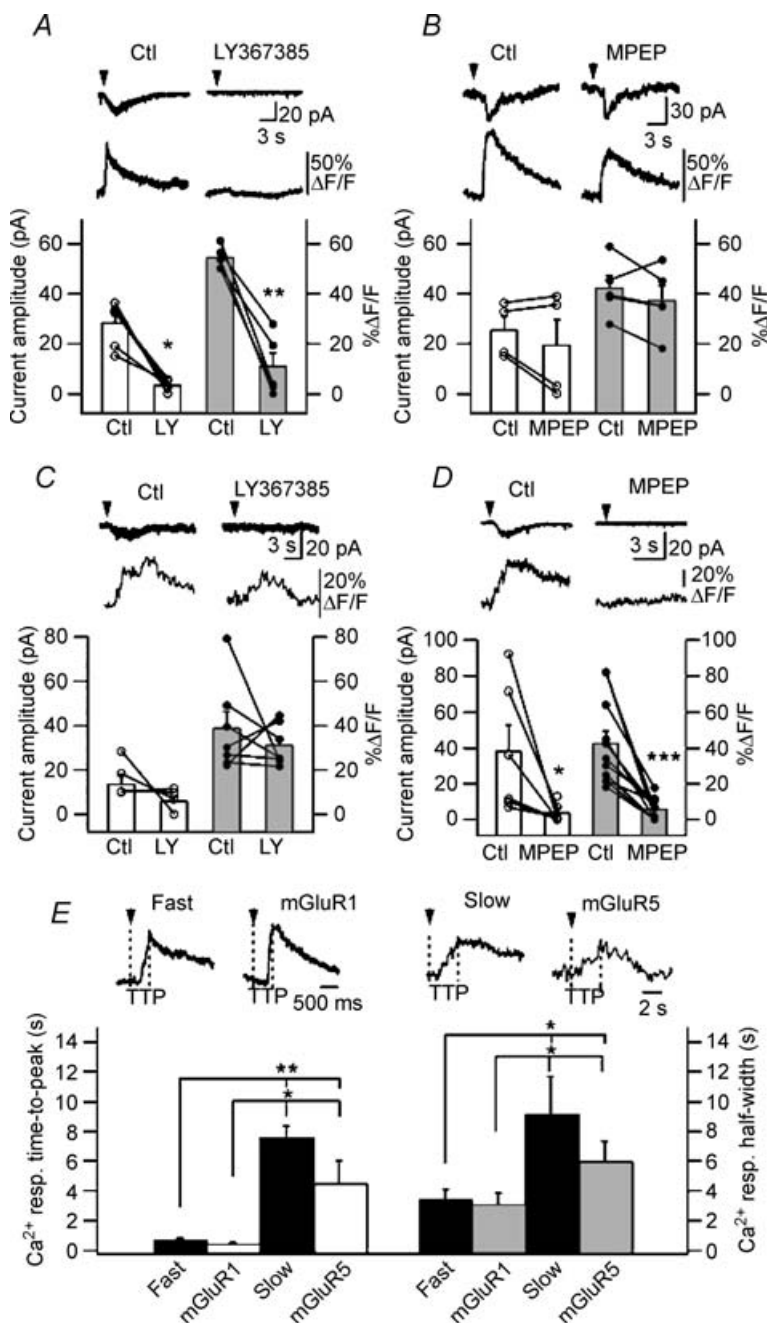 A
Ctl LY367385
20 pA
3 s
50%
ΔF/F
Current amplitude (pA)
60
40
20
0
60
40
20
0
%ΔF/F
*
**
Ctl LY Ctl LY
B
Ctl MPEP
30 pA
3 s
50%
ΔF/F
Current amplitude (pA)
60
40
20
0
60
40
20
0
%ΔF/F
Ctl MPEP Ctl MPEP
C
Ctl LY367385
3 s 20 pA
20%
ΔF/F
Current amplitude (pA)
80
60
40
20
0
80
60
40
20
0
%ΔF/F
Ctl LY Ctl LY
D
Ctl MPEP
3 s 20 pA
20%
ΔF/F
Current amplitude (pA)
100
80
60
40
20
0
100
80
60
40
20
0
%ΔF/F
*
***
Ctl MPEP Ctl MPEP
E
Fast mGluR1 Slow mGluR5
TTP TTP 500 ms TTP TTP 2 s
Ca2+ resp. time-to-peak (s)
14
12
10
8
6
4
2
0
14
12
10
8
6
4
2
0
Ca2+ resp. half-width (s)
**
*
*
*
Fast mGluR1 Slow mGluR5 Fast mGluR1 Slow mGluR5